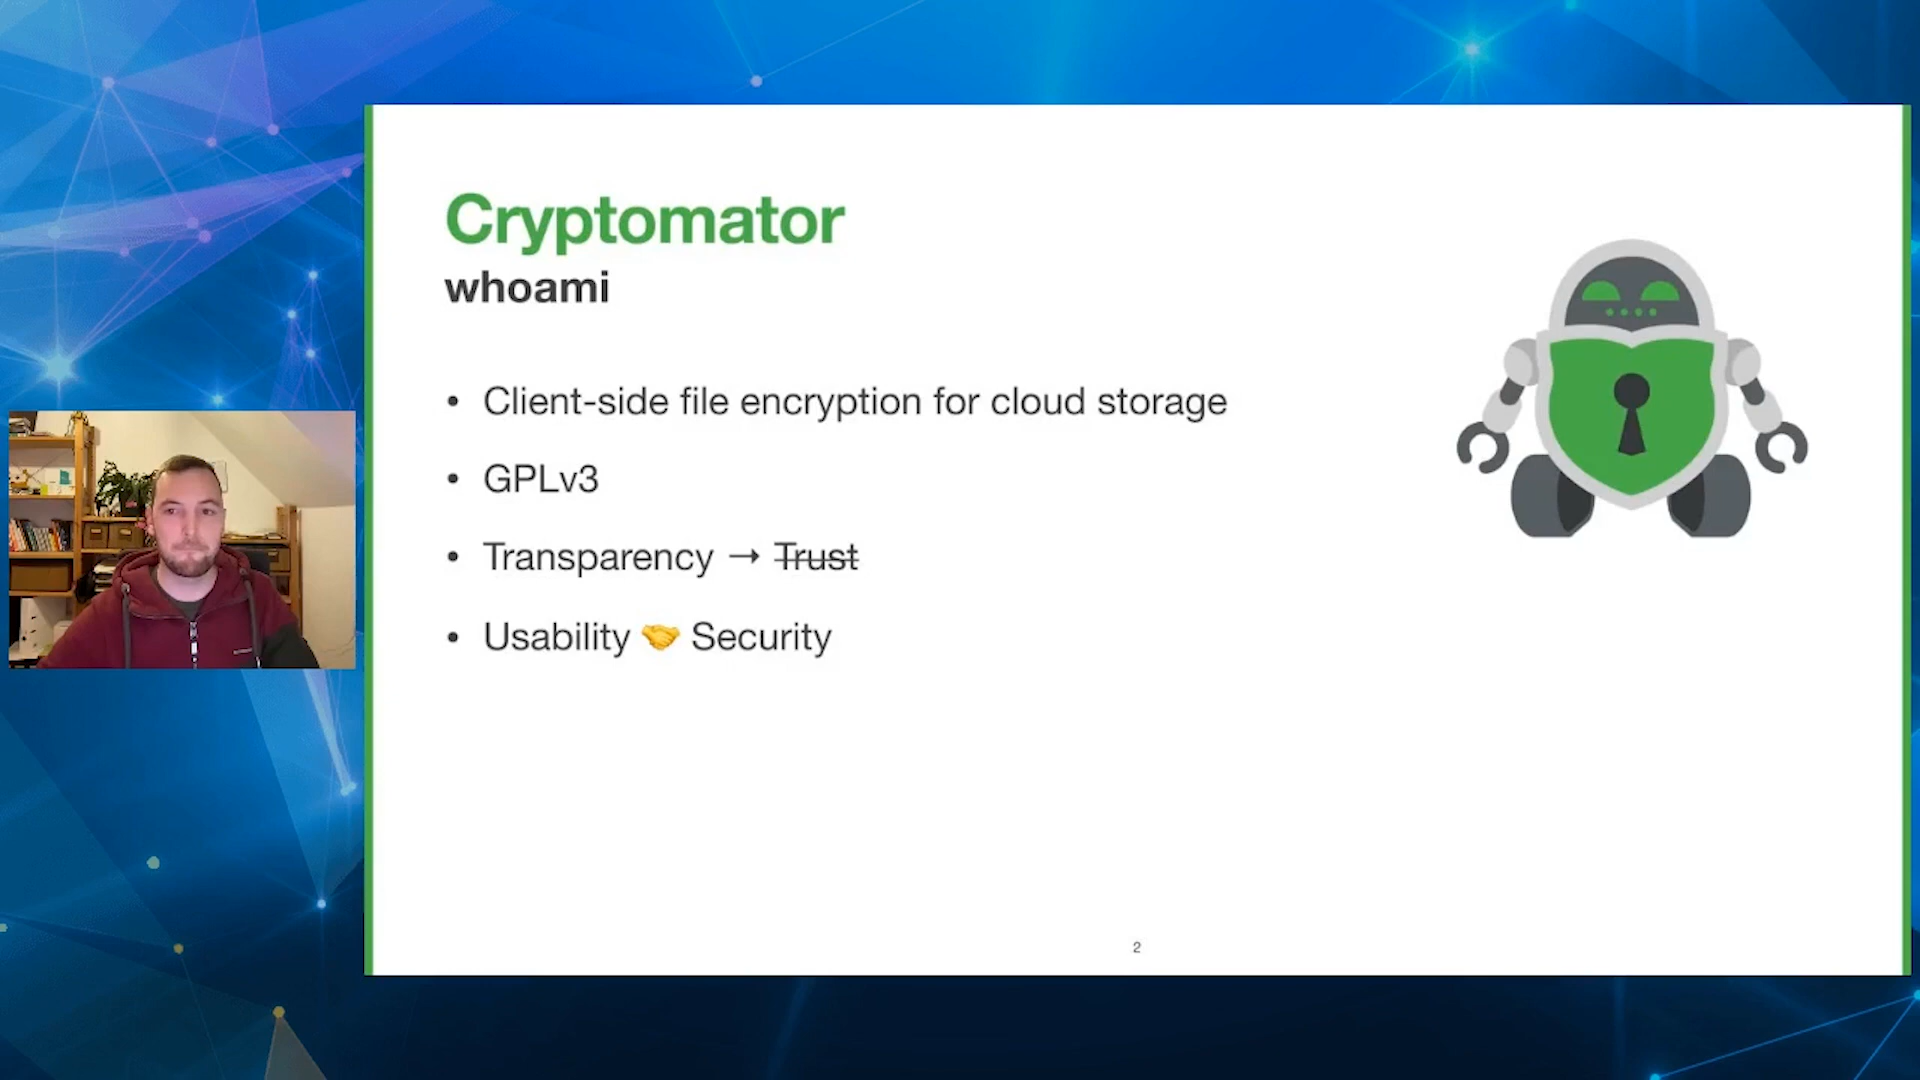 Cryptomator
whoami
• Client-side file encryption for cloud storage
• GPLv3
• Transparency → Trust
• Usability 🤝 Security
2